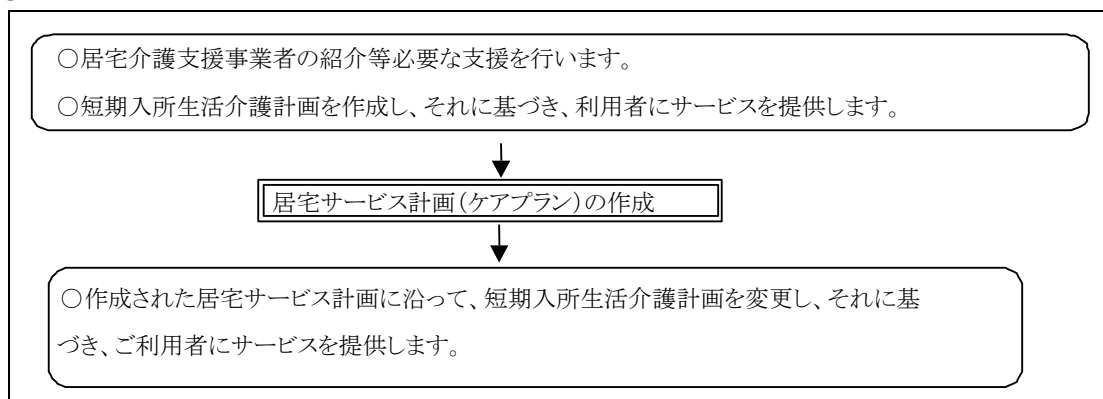 ○居宅介護支援事業者の紹介等必要な支援を行います。
○短期入所生活介護計画を作成し、それに基づき、利用者にサービスを提供します。
居宅サービス計画(ケアプラン)の作成
○作成された居宅サービス計画に沿って、短期入所生活介護計画を変更し、それに基
づき、ご利用者にサービスを提供します。